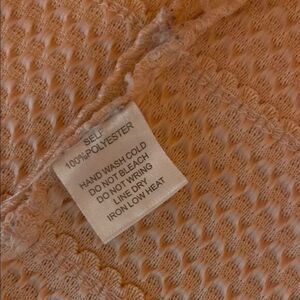 SELF
100%POLYESTER
HAND WASH COLD
DO NOT BLEACH
DO NOT WRING
LINE DRY
IRON LOW HEAT